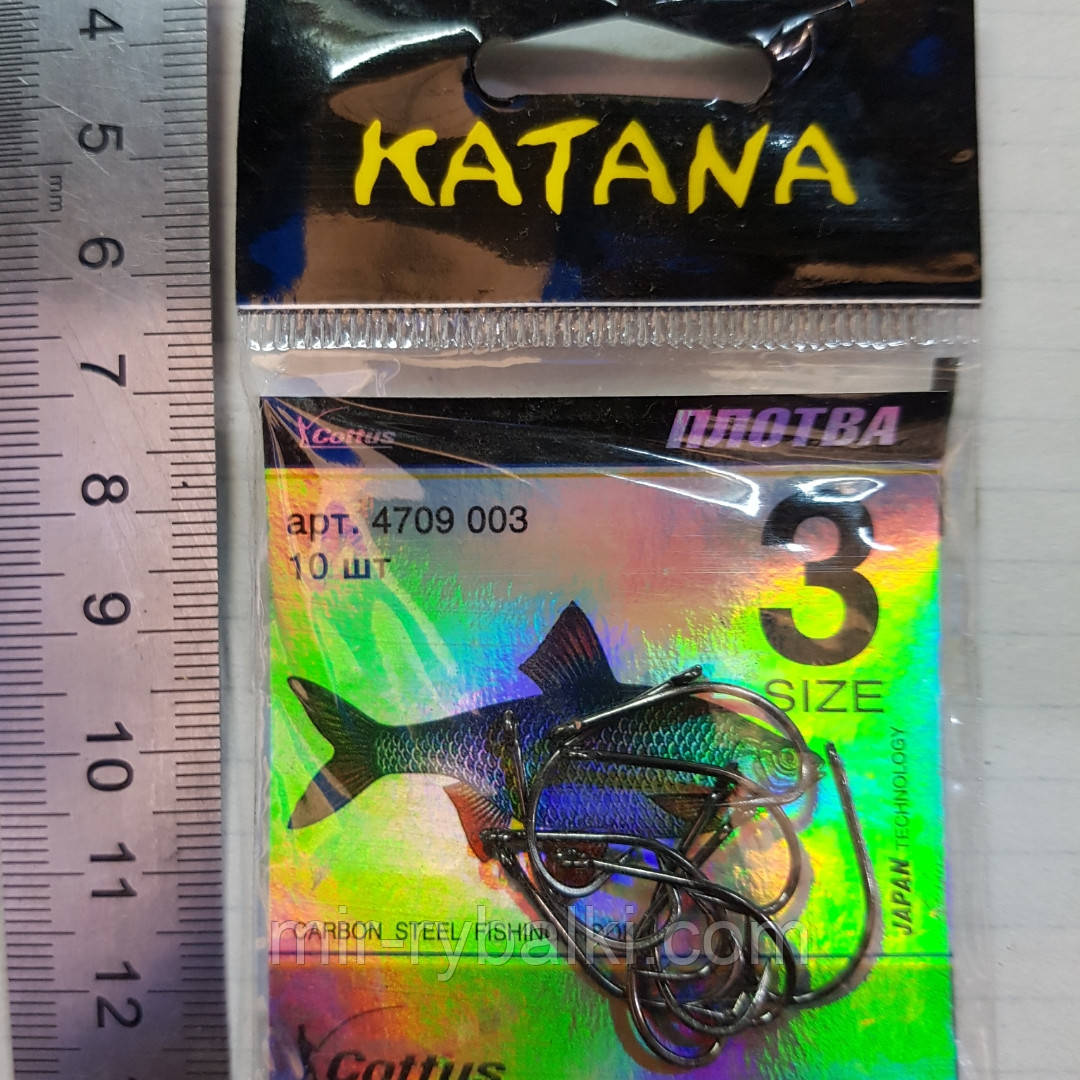 KATANA
Cottus
ПЛОТВА
арт. 4709 003
10 шт
3
SIZE
JAPAN TECHNOLOGY
CARBON STEEL FISHING
mir-rybalki.com
Cottus
4
5
mm
6
7
8
9
10
11
12